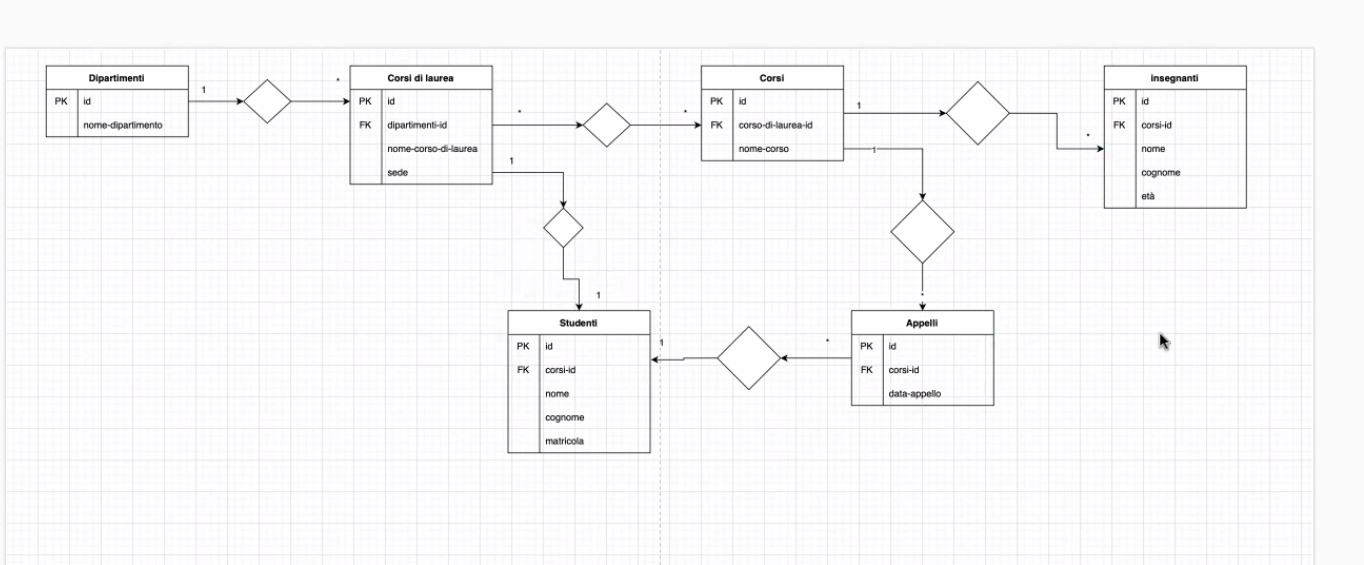 Dipartimenti
PK id
nome-dipartimento
1
*
Corsi di laurea
PK id
FK dipartimenti-id
nome-corso-di-laurea
sede
*
*
1
1
Corsi
PK id
FK corso-di-laurea-id
nome-corso
1
*
1
*
insegnanti
PK id
FK corsi-id
nome
cognome
età
Studenti
PK id
FK corsi-id
nome
cognome
matricola
1
*
Appelli
PK id
FK corsi-id
data-appello